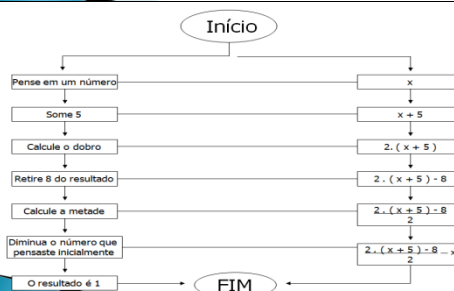 Início
Pense em um número
x
Some 5
x + 5
Calcule o dobro
2. ( x + 5 )
Retire 8 do resultado
2 . ( x + 5 ) - 8
Calcule a metade
2 . ( x + 5 ) - 8
2
Diminua o número que
pensaste inicialmente
2 . ( x + 5 ) - 8 - x
2
O resultado é 1
FIM